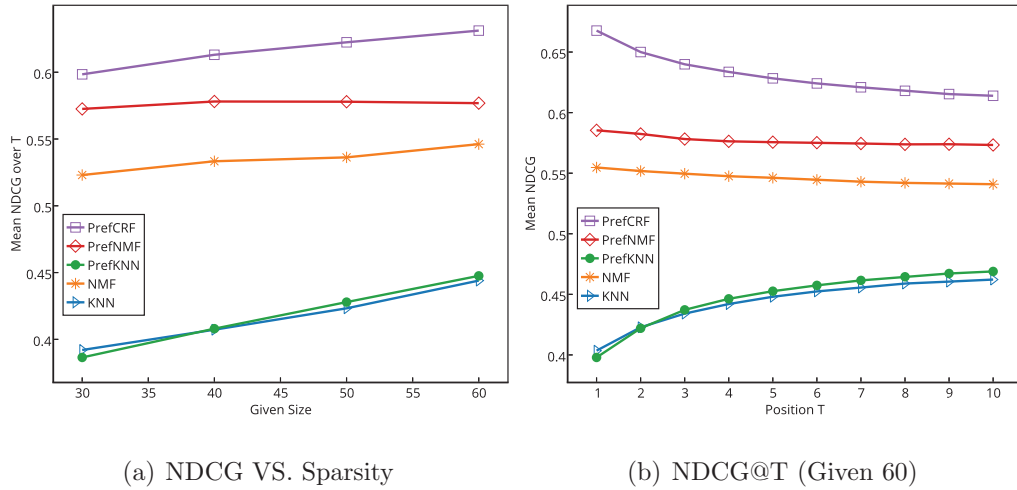 Mean NDCG over T
0.6
0.55
0.5
0.45
0.4
PrefCRF
PrefNMF
PrefKNN
NMF
KNN
30 35 40 45 50 55 60
Given Size
(a) NDCG VS. Sparsity
Mean NDCG
0.65
0.6
0.55
0.5
0.45
0.4
PrefCRF
PrefNMF
PrefKNN
NMF
KNN
1 2 3 4 5 6 7 8 9 10
Position T
(b) NDCG@T (Given 60)